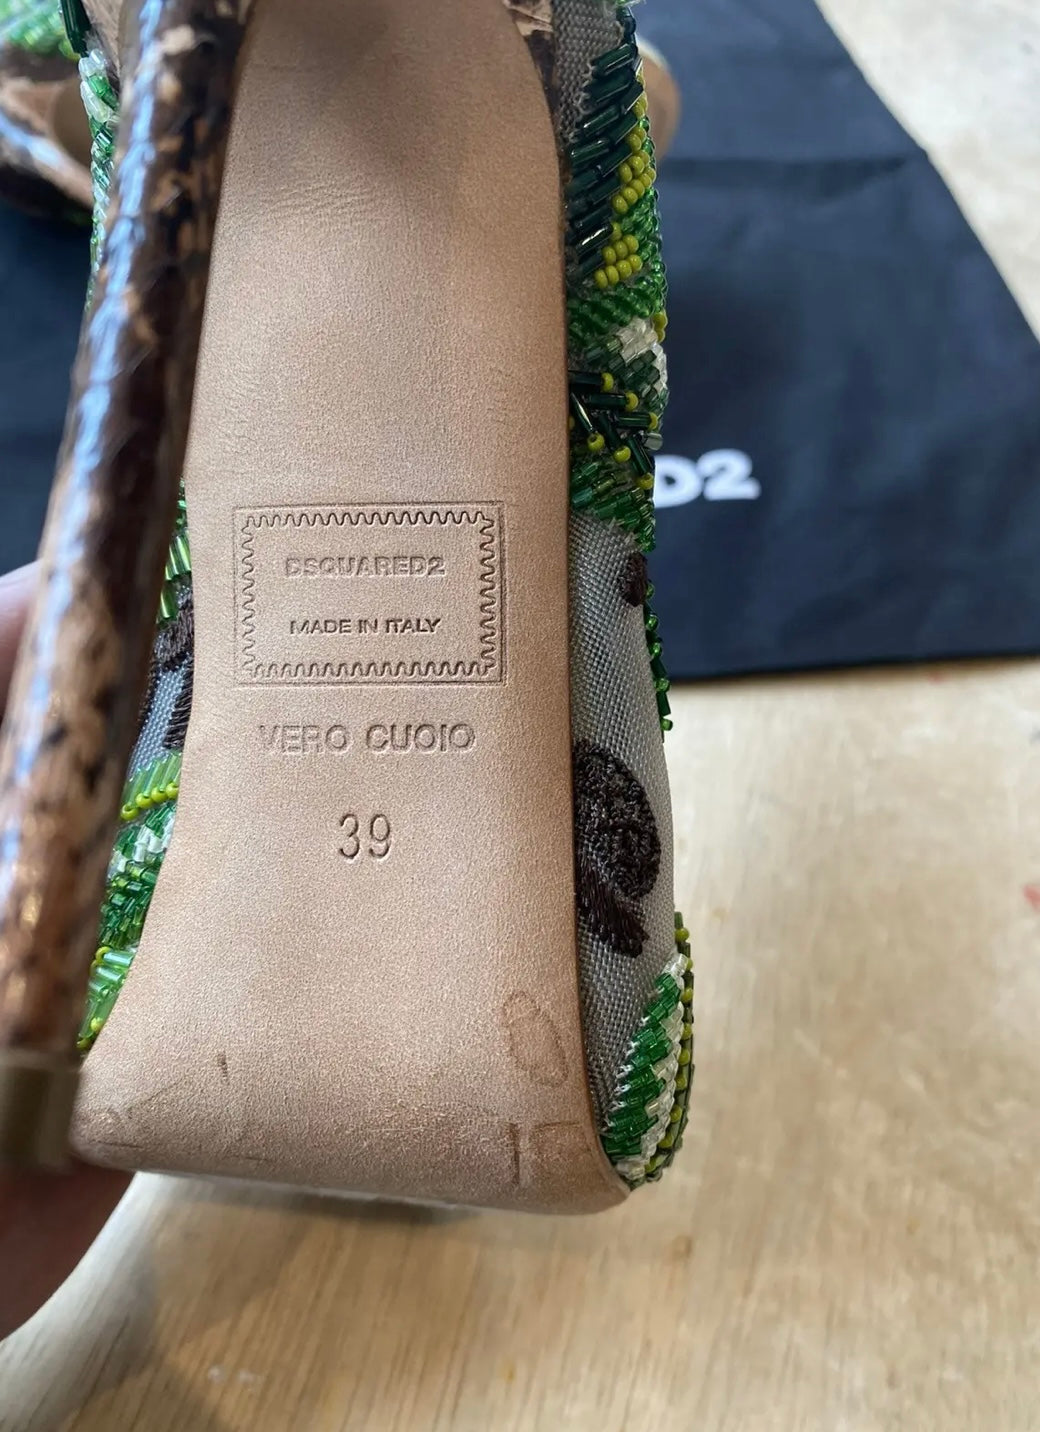 DSQUARED2
MADE IN ITALY
VERO CUOIO
39
D2